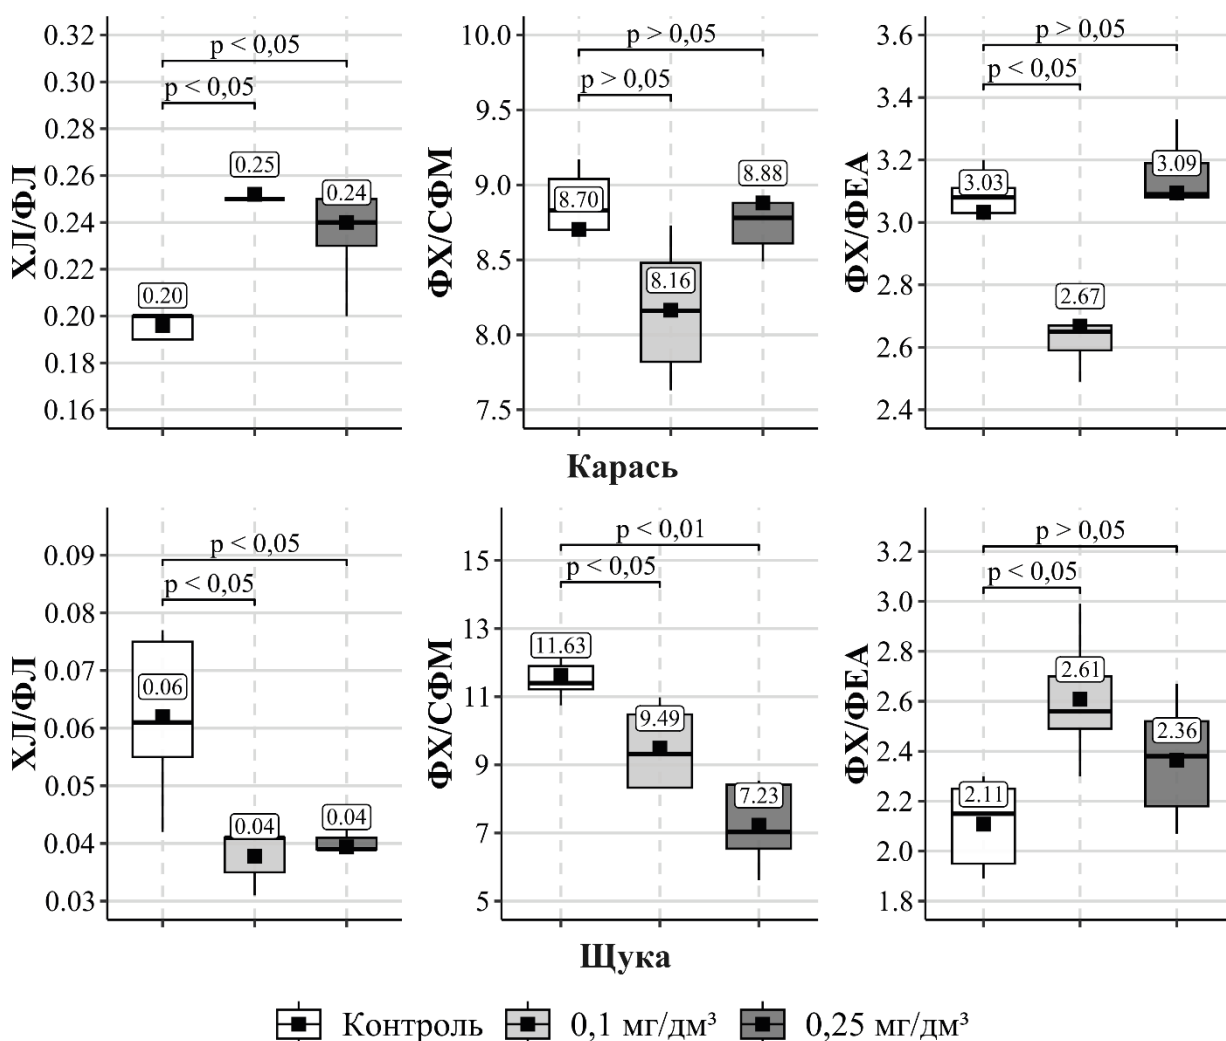 ХЛ/ФЛ
0.32
0.30
0.28
0.26
0.24
0.22
0.20
0.18
0.16
p < 0,05
p < 0,05
0.20
0.25
0.24
ФХ/СФМ
10.0
9.5
9.0
8.5
8.0
7.5
p > 0,05
p > 0,05
8.70
8.16
8.88
ФХ/ФЕА
3.6
3.4
3.2
3.0
2.8
2.6
2.4
p > 0,05
p < 0,05
3.03
2.67
3.09
Карась
ХЛ/ФЛ
0.09
0.08
0.07
0.06
0.05
0.04
0.03
p < 0,05
p < 0,05
0.06
0.04
0.04
ФХ/СФМ
15
13
11
9
7
5
p < 0,01
p < 0,05
11.63
9.49
7.23
ФХ/ФЕА
3.2
3.0
2.8
2.6
2.4
2.2
2.0
1.8
p > 0,05
p < 0,05
2.11
2.61
2.36
Щука
Контроль 0,1 мг/дм³ 0,25 мг/дм³